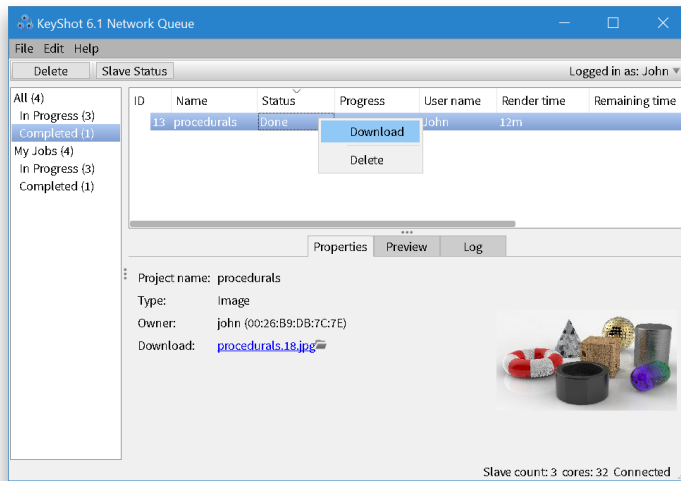 KeyShot 6.1 Network Queue
File Edit Help
Delete Slave Status Logged in as: John
All (4)
In Progress (3)
Completed (1)
My Jobs (4)
In Progress (3)
Completed (1)
ID Name Status Progress User name Render time Remaining time
13 procedurals Done John 12m
Download
Delete
Properties Preview Log
Project name: procedurals
Type: Image
Owner: john (00:26:B9:DB:7C:7E)
Download: procedurals.18.jpg
Slave count: 3 cores: 32 Connected